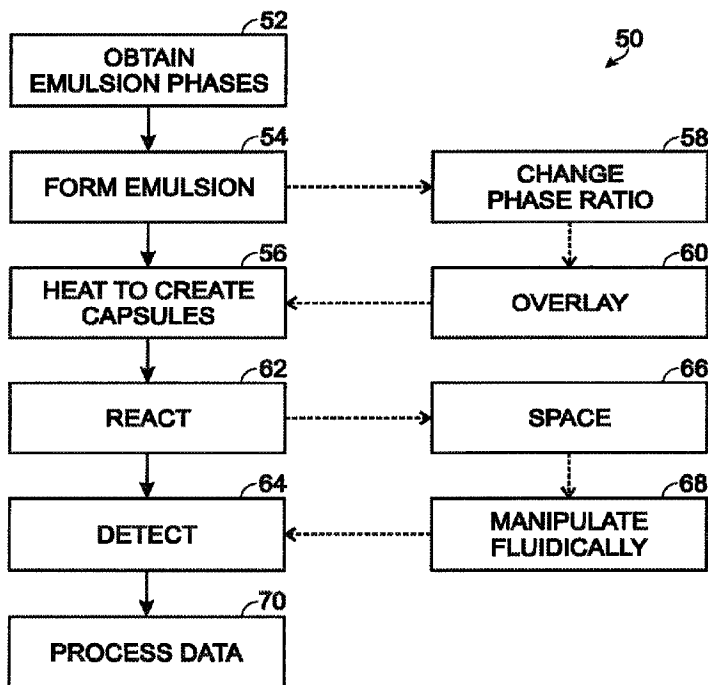 52
50
OBTAIN
EMULSION PHASES
54
FORM EMULSION
58
CHANGE
PHASE RATIO
56
HEAT TO CREATE
CAPSULES
60
OVERLAY
62
REACT
66
SPACE
64
DETECT
68
MANIPULATE
FLUIDICALLY
70
PROCESS DATA